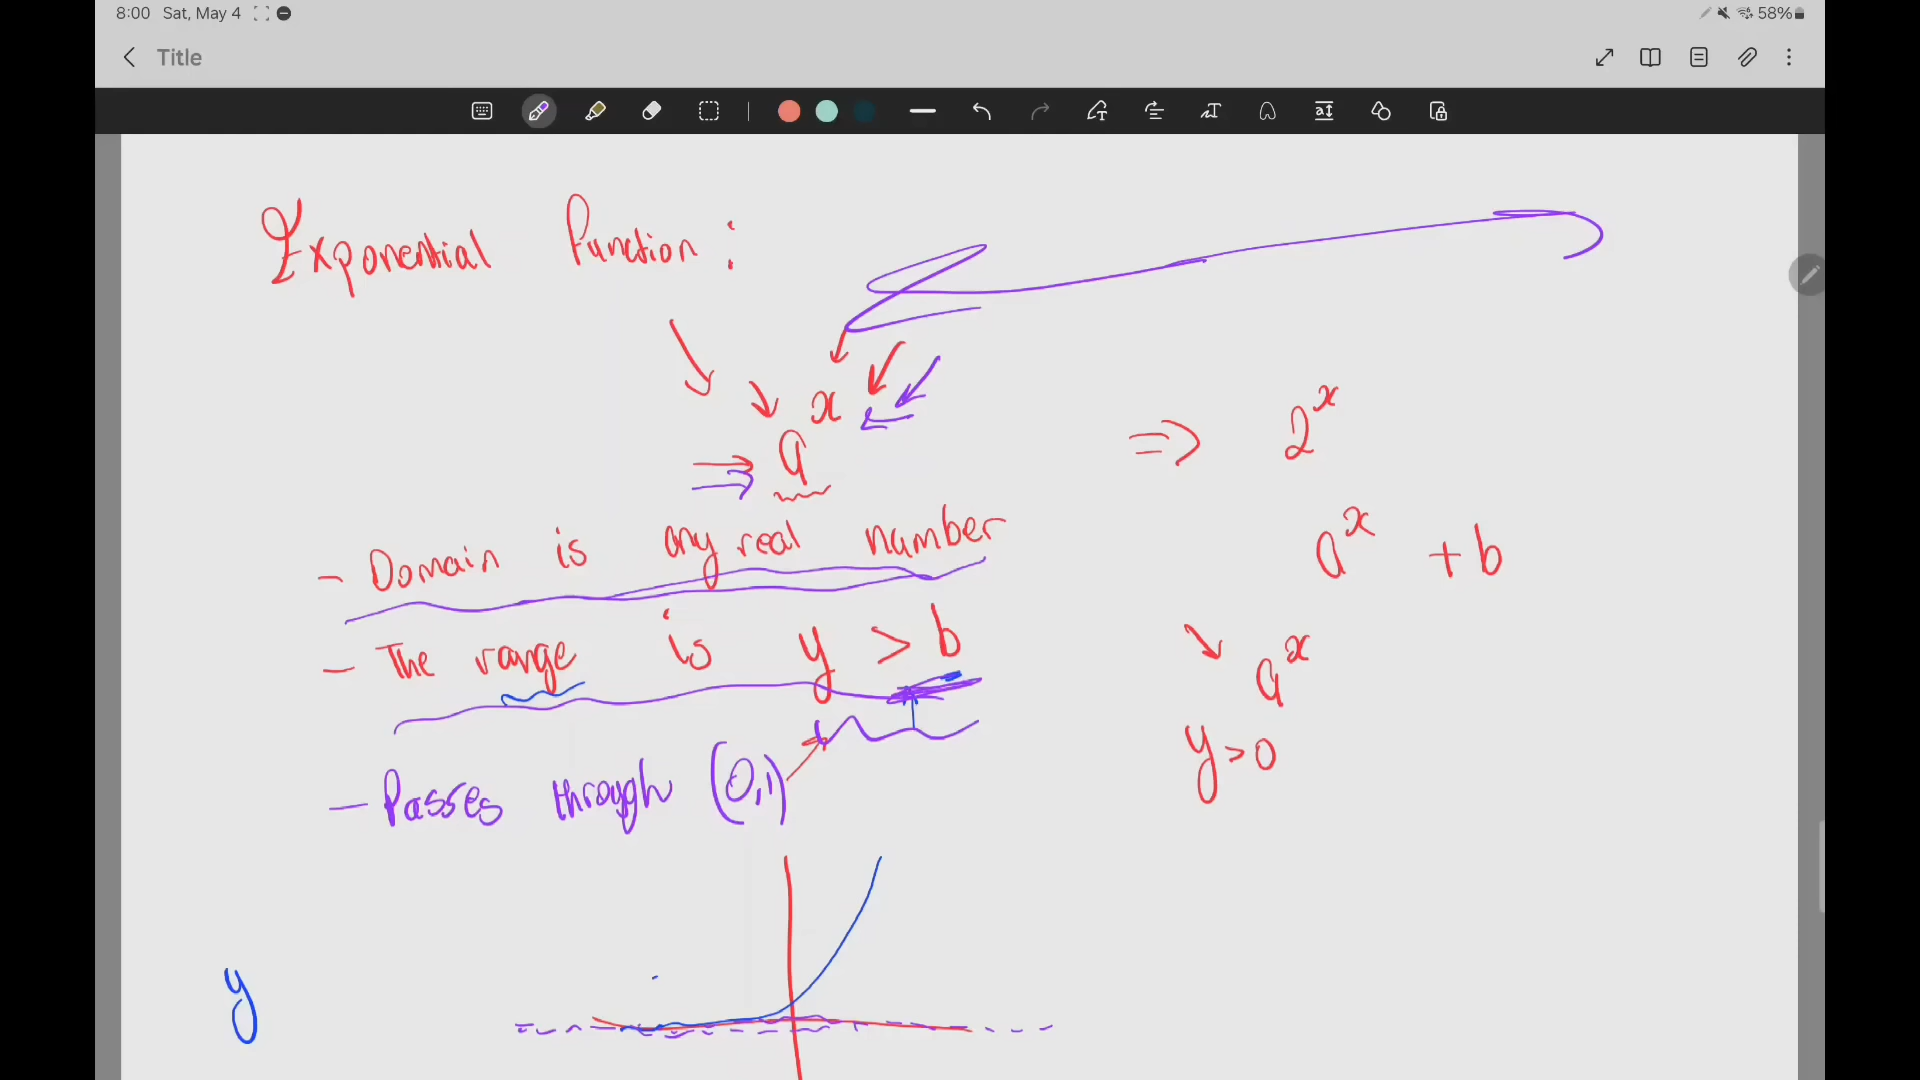 8:00 Sat, May 4 58%
Title
Exponential Function :
a^x
⇒ 2^x
a^x + b
- Domain is any real number
- The range is y > b
a^x
y > 0
- Passes through (0,1)
y